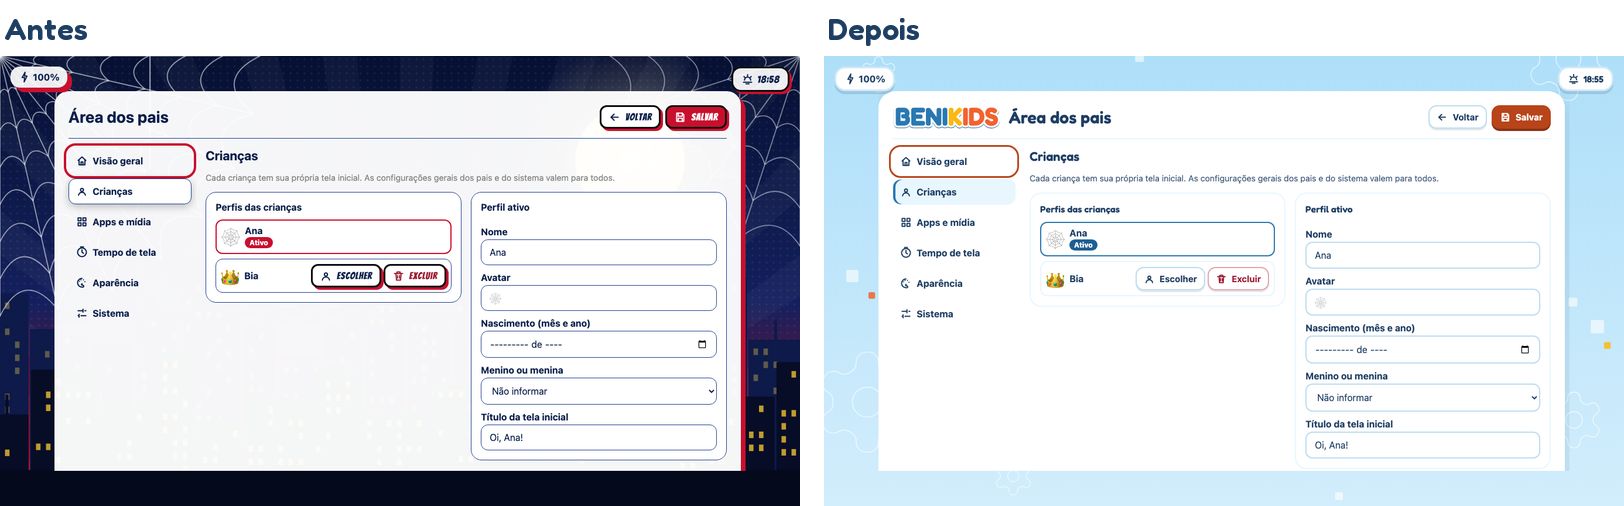 Antes
100%
18:58
Área dos pais
VOLTAR
SALVAR
Visão geral
Crianças
Apps e mídia
Tempo de tela
Aparência
Sistema
Crianças
Cada criança tem sua própria tela inicial. As configurações gerais dos pais e do sistema valem para todos.
Perfis das crianças
Ana
Ativo
Bia
ESCOLHER
EXCLUIR
Perfil ativo
Nome
Ana
Avatar
Nascimento (mês e ano)
--------- de ----
Menino ou menina
Não informar
Título da tela inicial
Oi, Ana!
Depois
100%
18:55
BENIKIDS
Área dos pais
Voltar
Salvar
Visão geral
Crianças
Apps e mídia
Tempo de tela
Aparência
Sistema
Crianças
Cada criança tem sua própria tela inicial. As configurações gerais dos pais e do sistema valem para todos.
Perfis das crianças
Ana
Ativo
Bia
Escolher
Excluir
Perfil ativo
Nome
Ana
Avatar
Nascimento (mês e ano)
--------- de ----
Menino ou menina
Não informar
Título da tela inicial
Oi, Ana!